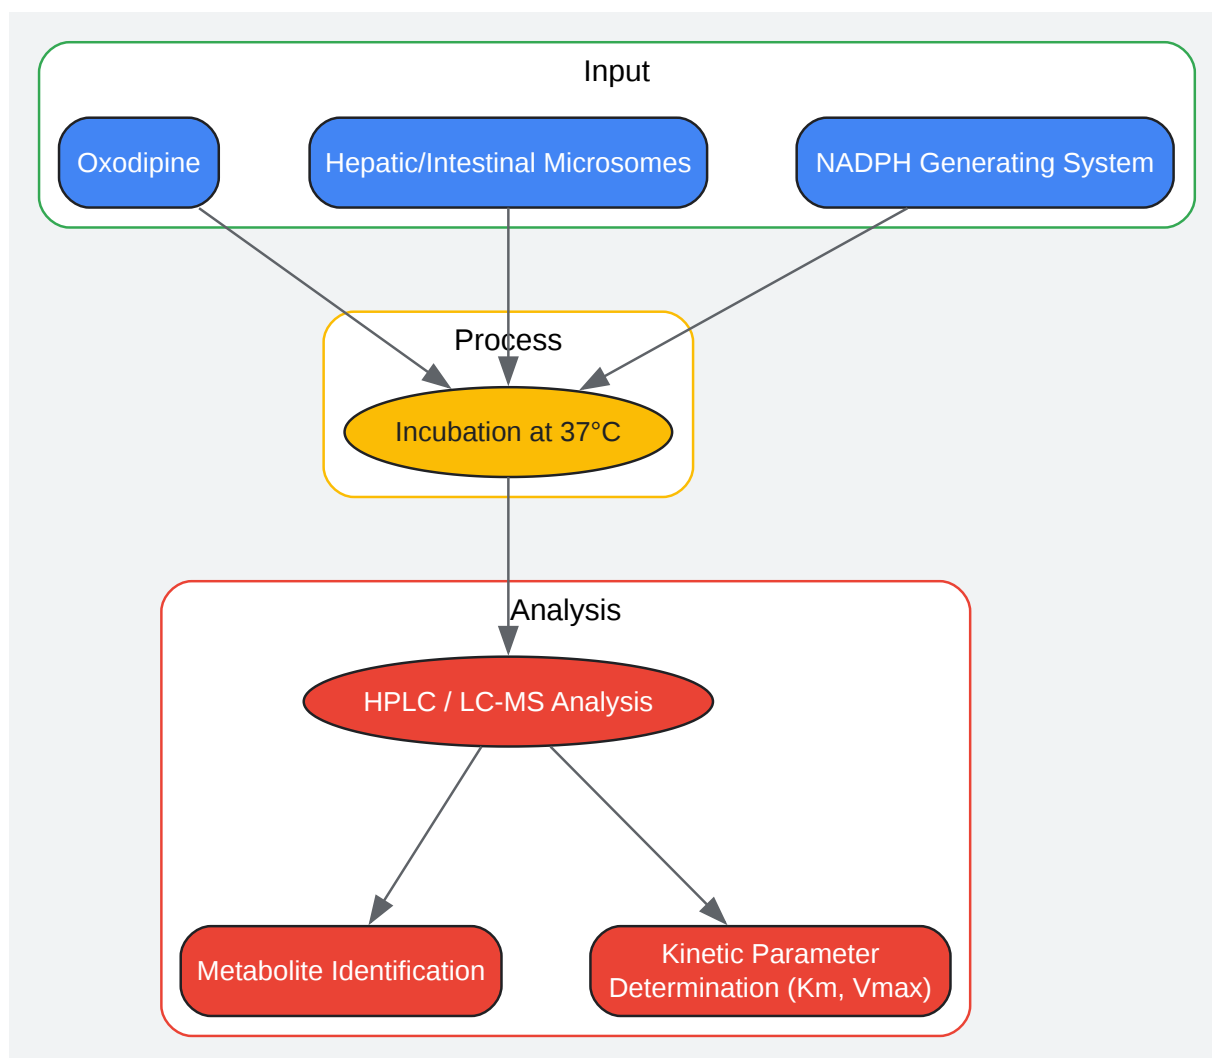 Input
Oxodipine
Hepatic/Intestinal Microsomes
NADPH Generating System
Process
Incubation at 37°C
Analysis
HPLC / LC-MS Analysis
Metabolite Identification
Kinetic Parameter
Determination (Km, Vmax)